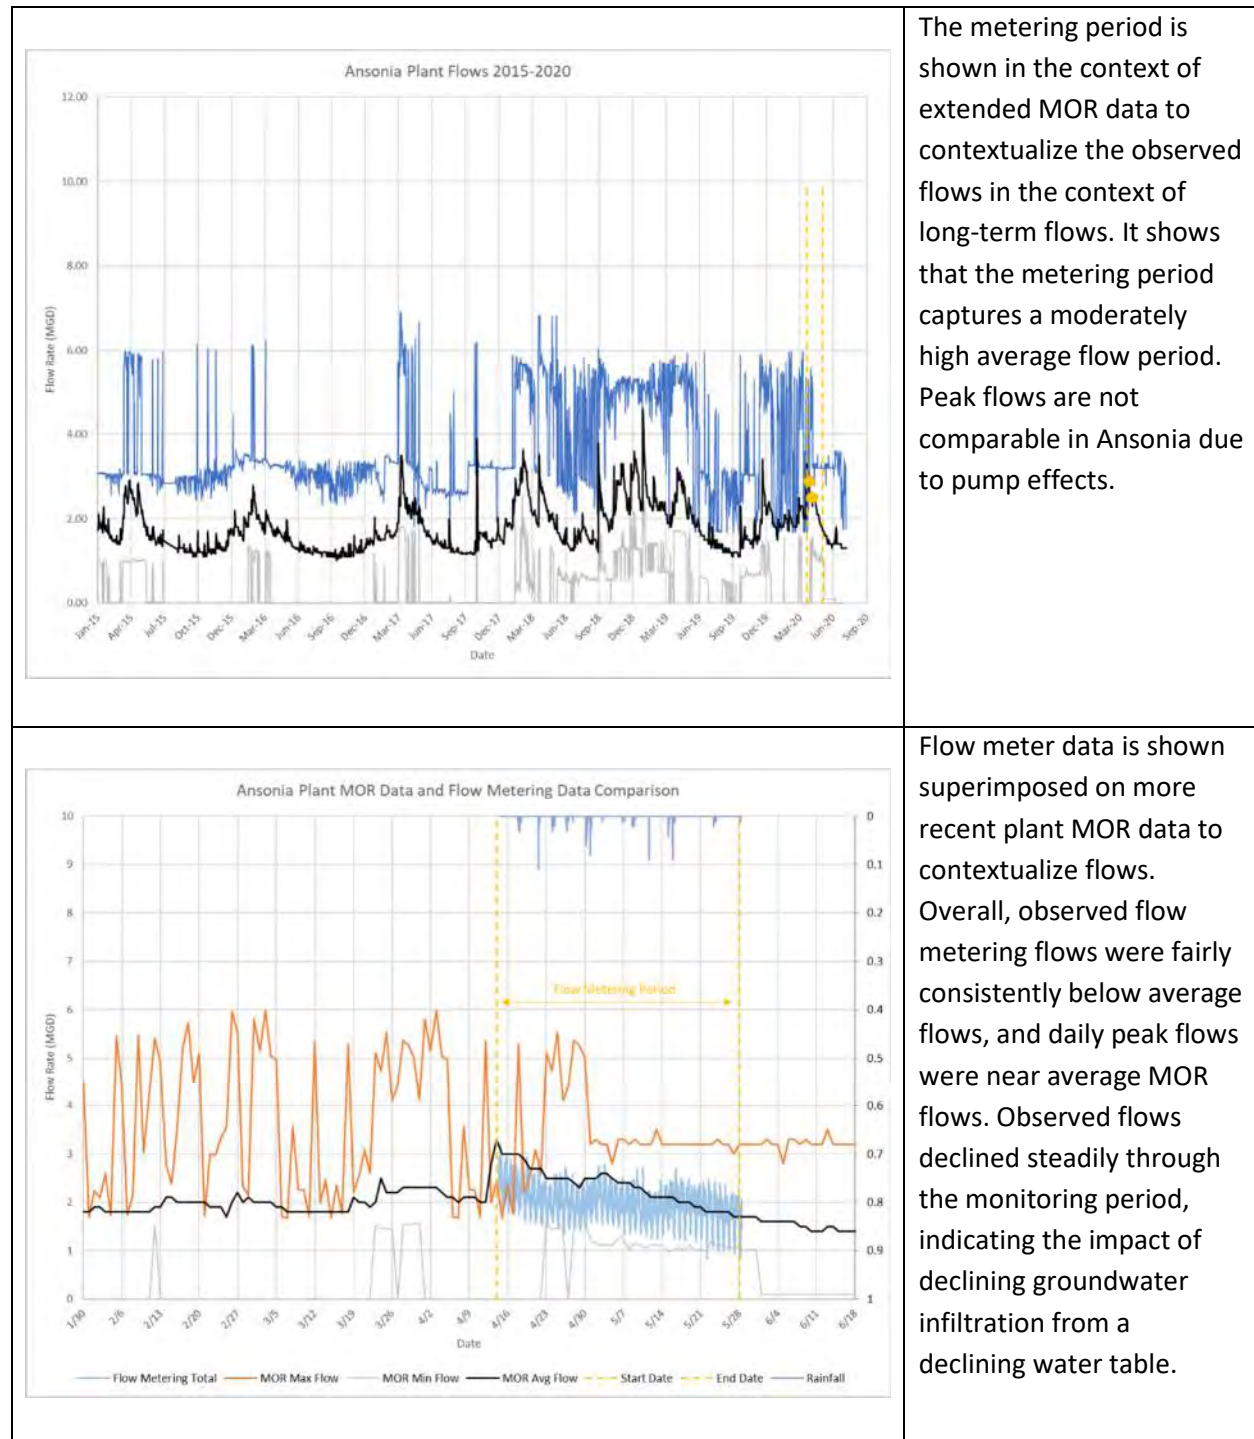 Ansonia Plant Flows 2015-2020
12.00
10.00
8.00
6.00
4.00
2.00
0.00
Flow Rate (MGD)
Jan-15 Apr-15 Jul-15 Oct-15 Dec-15 Mar-16 Jun-16 Sep-16 Dec-16 Mar-17 Jun-17 Sep-17 Dec-17 Mar-18 Jun-18 Sep-18 Dec-18 Mar-19 Jun-19 Sep-19 Dec-19 Mar-20 Jun-20 Sep-20
Date
The metering period is
shown in the context of
extended MOR data to
contextualize the observed
flows in the context of
long-term flows. It shows
that the metering period
captures a moderately
high average flow period.
Peak flows are not
comparable in Ansonia due
to pump effects.
Ansonia Plant MOR Data and Flow Metering Data Comparison
10
9
8
7
6
5
4
3
2
1
0
Flow Rate (MGD)
0
0.1
0.2
0.3
0.4
0.5
0.6
0.7
0.8
0.9
1
Flow Metering Period
1/30 2/6 2/13 2/20 2/27 3/5 3/12 3/19 3/26 4/2 4/9 4/16 4/23 4/30 5/7 5/14 5/21 5/28 6/4 6/11 6/18
Date
Flow Metering Total MOR Max Flow MOR Min Flow MOR Avg Flow Start Date End Date Rainfall
Flow meter data is shown
superimposed on more
recent plant MOR data to
contextualize flows.
Overall, observed flow
metering flows were fairly
consistently below average
flows, and daily peak flows
were near average MOR
flows. Observed flows
declined steadily through
the monitoring period,
indicating the impact of
declining groundwater
infiltration from a
declining water table.